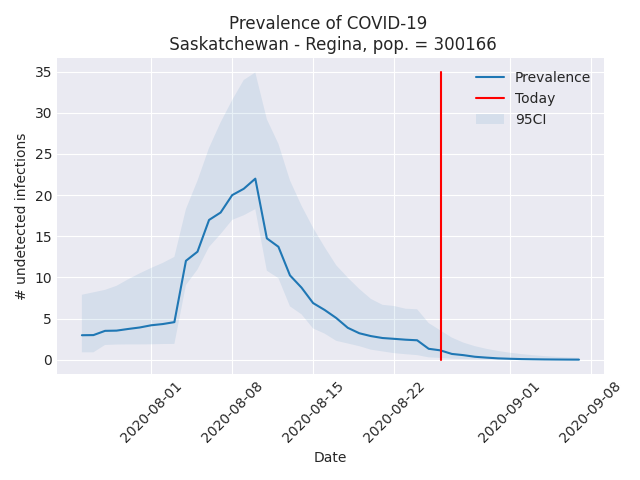 Prevalence of COVID-19
Saskatchewan - Regina, pop. = 300166
# undetected infections
35
30
25
20
15
10
5
0
Prevalence
Today
95CI
2020-08-01
2020-08-08
2020-08-15
2020-08-22
2020-09-01
2020-09-08
Date